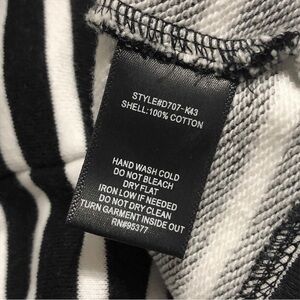 STYLE#D707-K43
SHELL:100% COTTON
HAND WASH COLD
DO NOT BLEACH
DRY FLAT
IRON LOW IF NEEDED
DO NOT DRY CLEAN
TURN GARMENT INSIDE OUT
RN#95377